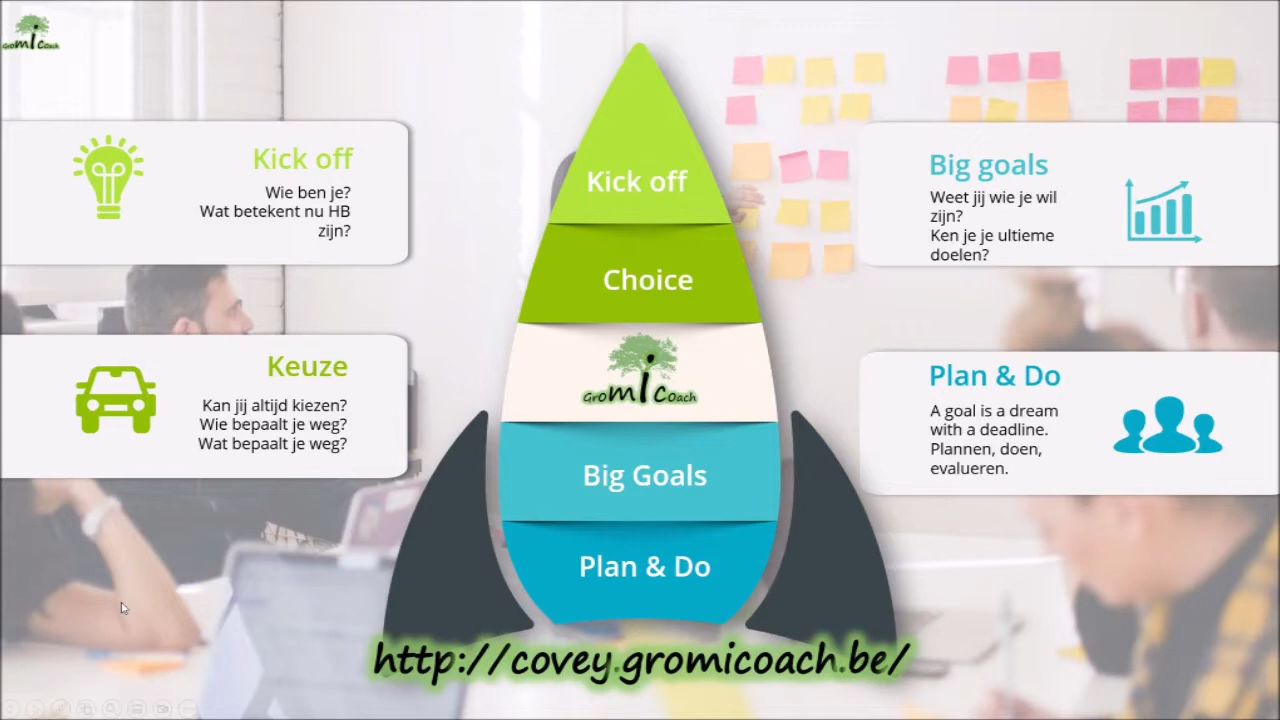 GroMiCoach
Kick off
Wie ben je?
Wat betekent nu HB
zijn?
Keuze
Kan jij altijd kiezen?
Wie bepaalt je weg?
Wat bepaalt je weg?
Kick off
Choice
GroMiCoach
Big Goals
Plan & Do
Big goals
Weet jij wie je wil
zijn?
Ken je je ultieme
doelen?
Plan & Do
A goal is a dream
with a deadline.
Plannen, doen,
evalueren.
http://covey.gromicoach.be/